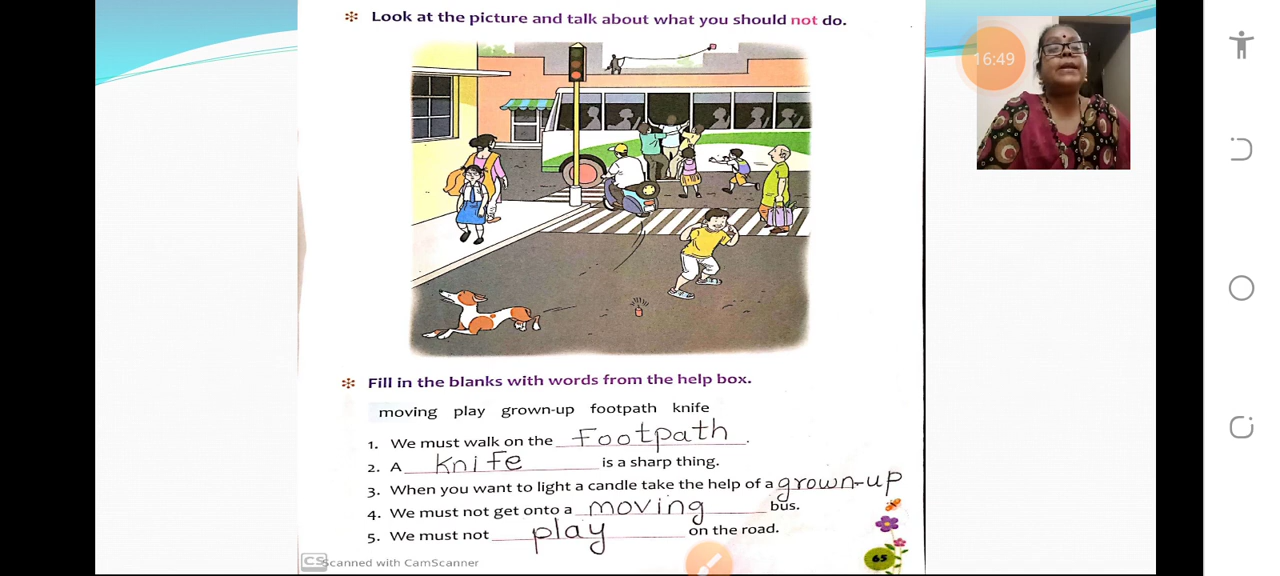 Look at the picture and talk about what you should not do.
16:49
Fill in the blanks with words from the help box.
moving play grown-up footpath knife
1. We must walk on the Footpath.
2. A Knife is a sharp thing.
3. When you want to light a candle take the help of a grown-up
4. We must not get onto a moving bus.
5. We must not play on the road.
65
CS Scanned with CamScanner